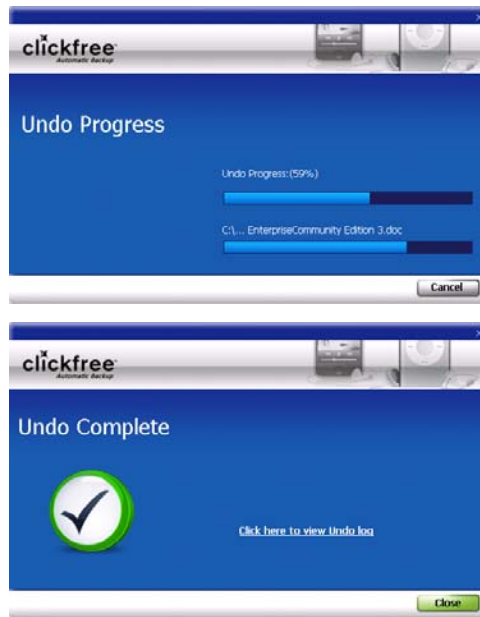 clickfree
Automatic Backup
Undo Progress
Undo Progress:(59%)
C:\... EnterpriseCommunity Edition 3.doc
Cancel
clickfree
Automatic Backup
Undo Complete
Click here to view Undo log
Close